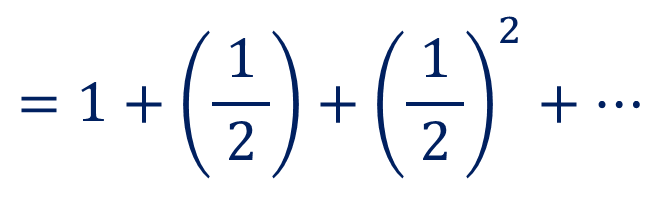 = 1 + (1/2) + (1/2)² + ⋯